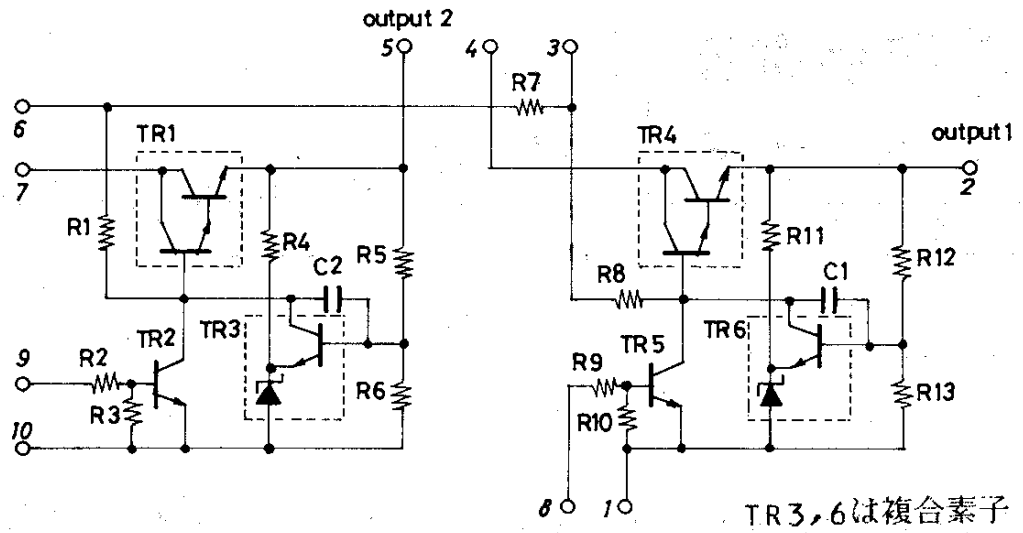 output 2
5
4
3
R7
6
TR1
TR4
output1
7
2
R1
R4
R5
R11
R12
C2
R8
C1
TR2
TR3
TR5
TR6
9
R2
R3
R6
R9
R10
R13
10
8
1
TR3,6は複合素子